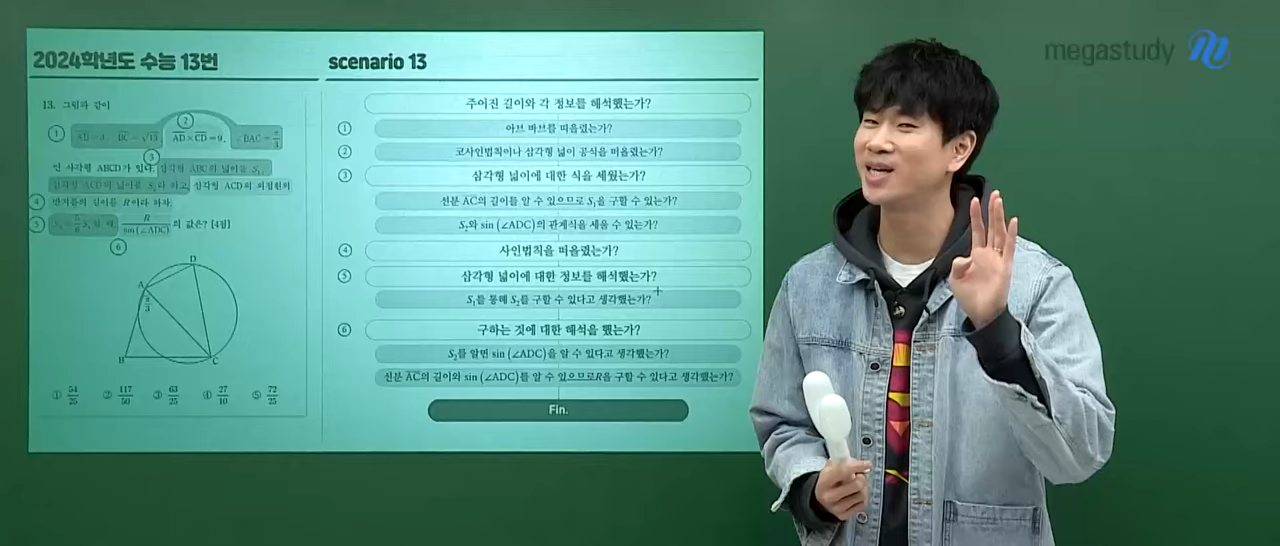 megastudy
2024학년도 수능 13번
13. 그림과 같이
① AB=3, BC=√13, AD×CD=9, ∠BAC=π/3
②
③
인 사각형 ABCD가 있다. 삼각형 ABC의 넓이를 S₁,
삼각형 ACD의 넓이를 S₂라 하고, 삼각형 ACD의 외접원의
④ 반지름의 길이를 R이라 하자.
⑤ S₂=5/6 S₁일 때, R/sin(∠ADC)의 값은? [4점]
⑥
D
A
π/3
B
C
① 54/25 ② 117/50 ③ 63/25 ④ 27/10 ⑤ 72/25
scenario 13
주어진 길이와 각 정보를 해석했는가?
① 아브 바브를 떠올렸는가?
② 코사인법칙이나 삼각형 넓이 공식을 떠올렸는가?
③ 삼각형 넓이에 대한 식을 세웠는가?
선분 AC의 길이를 알 수 있으므로 S₁을 구할 수 있는가?
S₂와 sin (∠ADC)의 관계식을 세울 수 있는가?
④ 사인법칙을 떠올렸는가?
⑤ 삼각형 넓이에 대한 정보를 해석했는가?
S₁를 통해 S₂를 구할 수 있다고 생각했는가?
⑥ 구하는 것에 대한 해석을 했는가?
S₂를 알면 sin (∠ADC)을 알 수 있다고 생각했는가?
선분 AC의 길이와 sin (∠ADC)를 알 수 있으므로R을 구할 수 있다고 생각했는가?
Fin.